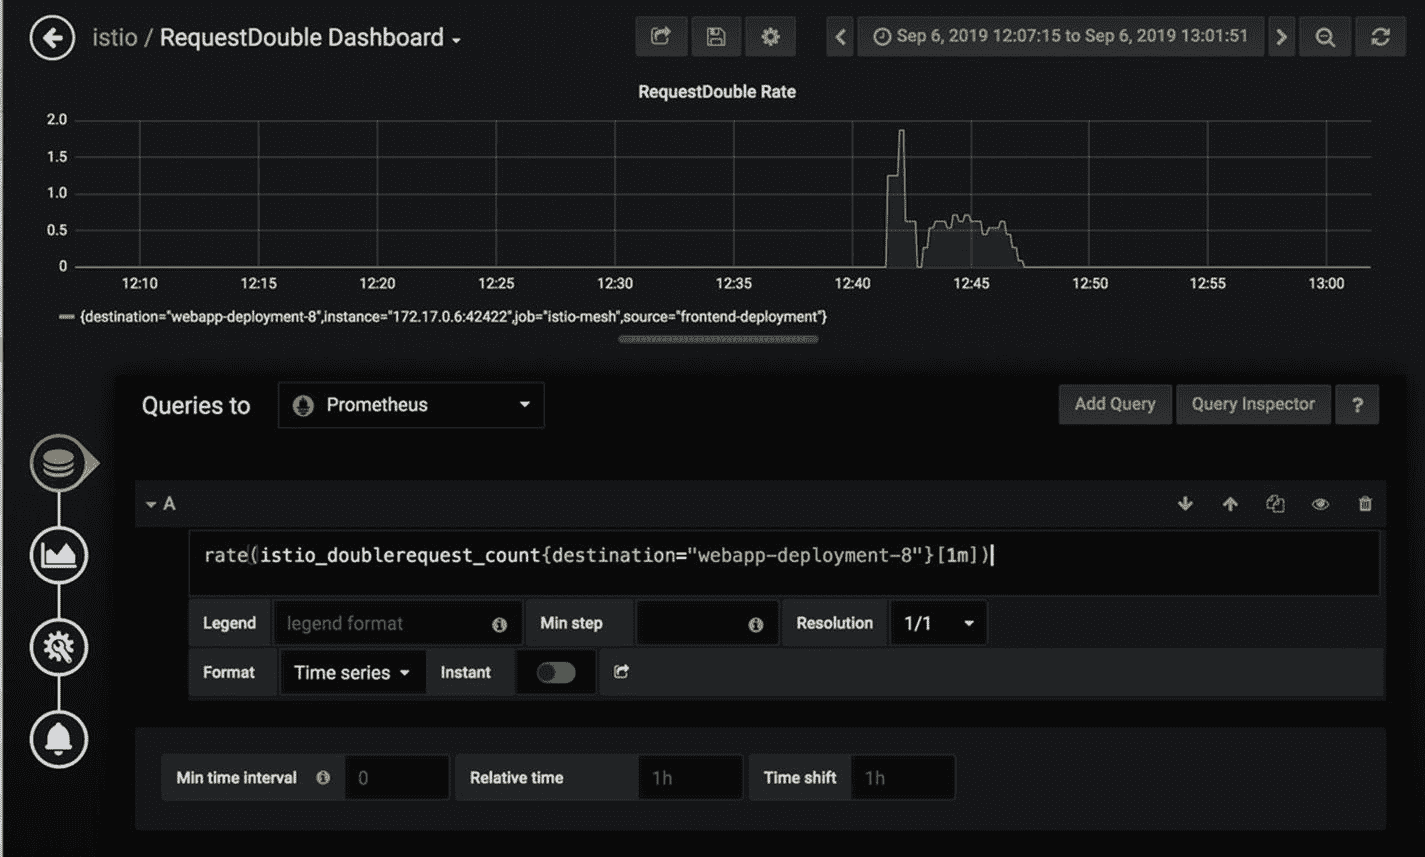 istio / RequestDouble Dashboard
Sep 6, 2019 12:07:15 to Sep 6, 2019 13:01:51
RequestDouble Rate
2.0
1.5
1.0
0.5
0
12:10 12:15 12:20 12:25 12:30 12:35 12:40 12:45 12:50 12:55 13:00
{destination="webapp-deployment-8",instance="172.17.0.6:42422",job="istio-mesh",source="frontend-deployment"}
Queries to Prometheus Add Query Query Inspector ?
A
rate(istio_doublerequest_count{destination="webapp-deployment-8"}[1m])
Legend legend format Min step Resolution 1/1
Format Time series Instant
Min time interval 0 Relative time 1h Time shift 1h